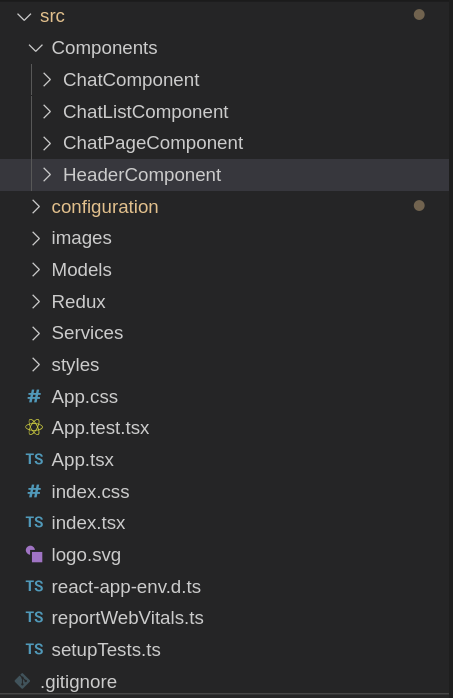 src
Components
ChatComponent
ChatListComponent
ChatPageComponent
HeaderComponent
configuration
images
Models
Redux
Services
styles
# App.css
App.test.tsx
TS App.tsx
# index.css
TS index.tsx
logo.svg
TS react-app-env.d.ts
TS reportWebVitals.ts
TS setupTests.ts
.gitignore